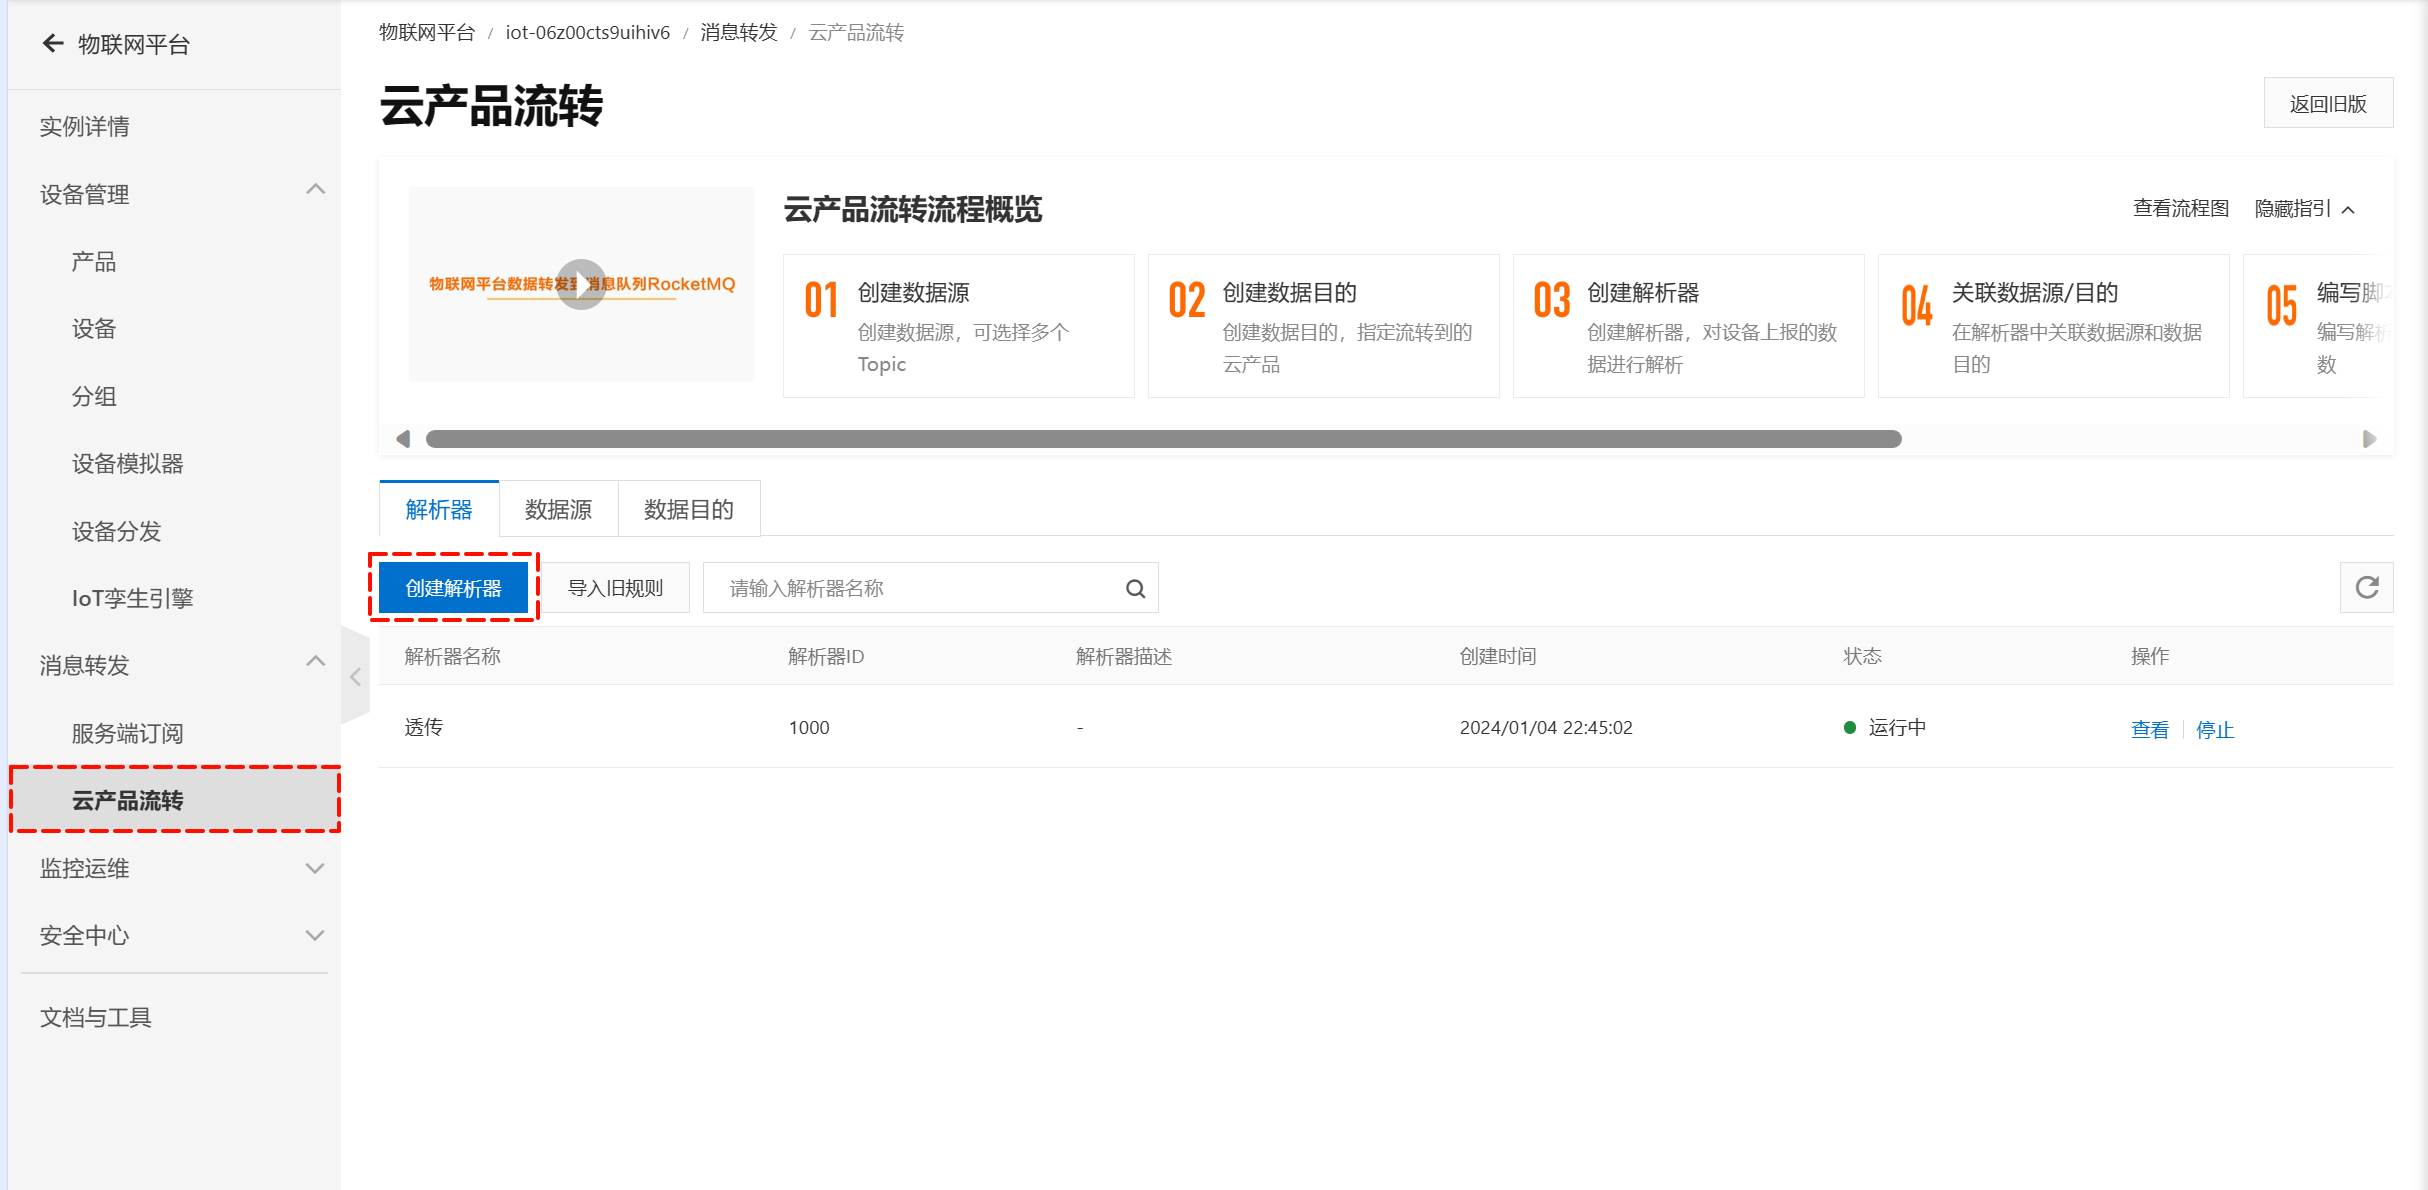 物联网平台
实例详情
设备管理
产品
设备
分组
设备模拟器
设备分发
IoT孪生引擎
消息转发
服务端订阅
云产品流转
监控运维
安全中心
文档与工具
物联网平台 / iot-06z00cts9uihiv6 / 消息转发 / 云产品流转
云产品流转
返回旧版
物联网平台数据转发到消息队列RocketMQ
云产品流转流程概览
查看流程图 隐藏指引
01 创建数据源
创建数据源，可选择多个
Topic
02 创建数据目的
创建数据目的，指定流转到的
云产品
03 创建解析器
创建解析器，对设备上报的数
据进行解析
04 关联数据源/目的
在解析器中关联数据源和数据
目的
05 编写脚
编写解析
数
解析器 数据源 数据目的
创建解析器 导入旧规则 请输入解析器名称
解析器名称 解析器ID 解析器描述 创建时间 状态 操作
透传 1000 - 2024/01/04 22:45:02 运行中 查看 停止